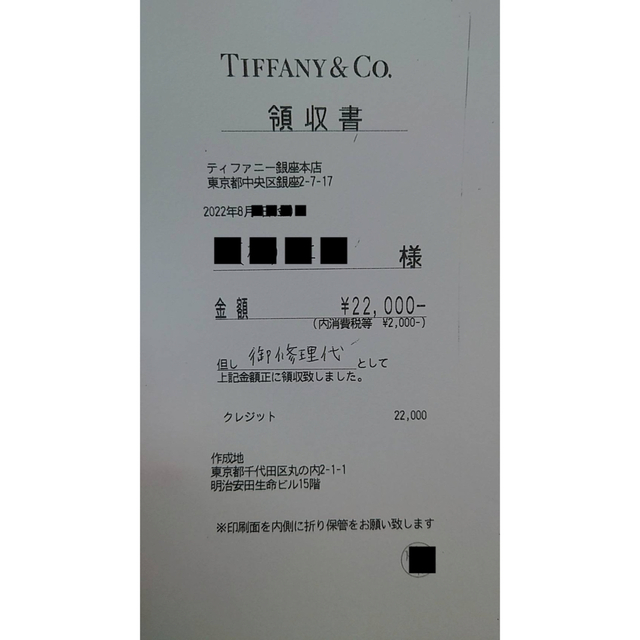 TIFFANY & CO.
領収書
ティファニー銀座本店
東京都中央区銀座2-7-17
2022年8月
様
金額 ¥22,000-
(内消費税等 ¥2,000-)
但し 御修理代 として
上記金額正に領収致しました。
クレジット 22,000
作成地
東京都千代田区丸の内2-1-1
明治安田生命ビル15階
※印刷面を内側に折り保管をお願い致します